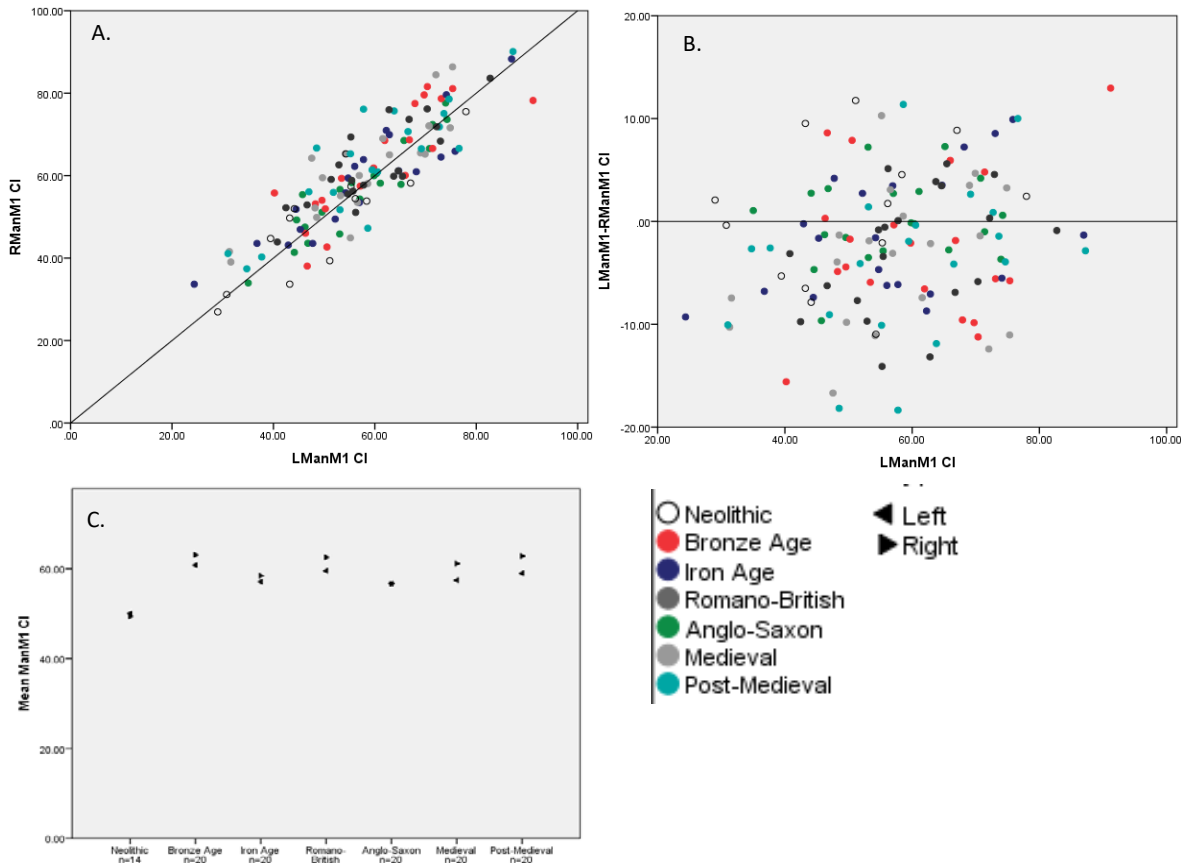 A.
100.00
80.00
60.00
40.00
20.00
.00
RManM1 CI
.00 20.00 40.00 60.00 80.00 100.00
LManM1 CI
B.
20.00
10.00
.00
-10.00
-20.00
LManM1-RManM1 CI
20.00 40.00 60.00 80.00 100.00
LManM1 CI
C.
60.00
40.00
20.00
0.00
Mean ManM1 CI
Neolithic n=14
Bronze Age n=20
Iron Age n=20
Romano-British
Anglo-Saxon n=20
Medieval n=20
Post-Medieval n=20
Neolithic
Bronze Age
Iron Age
Romano-British
Anglo-Saxon
Medieval
Post-Medieval
Left
Right